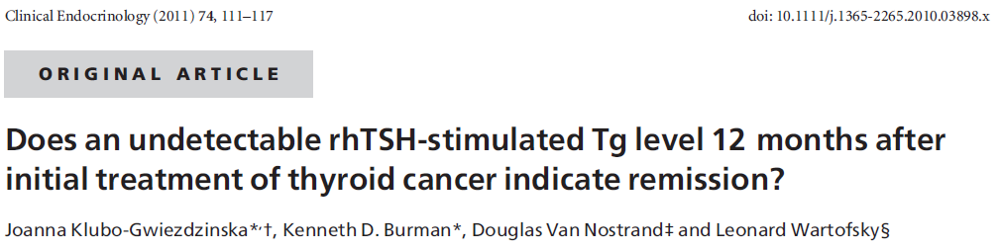 Clinical Endocrinology (2011) 74, 111–117
doi: 10.1111/j.1365-2265.2010.03898.x
ORIGINAL ARTICLE
Does an undetectable rhTSH-stimulated Tg level 12 months after
initial treatment of thyroid cancer indicate remission?
Joanna Klubo-Gwiezdzinska*,†, Kenneth D. Burman*, Douglas Van Nostrand‡ and Leonard Wartofsky§